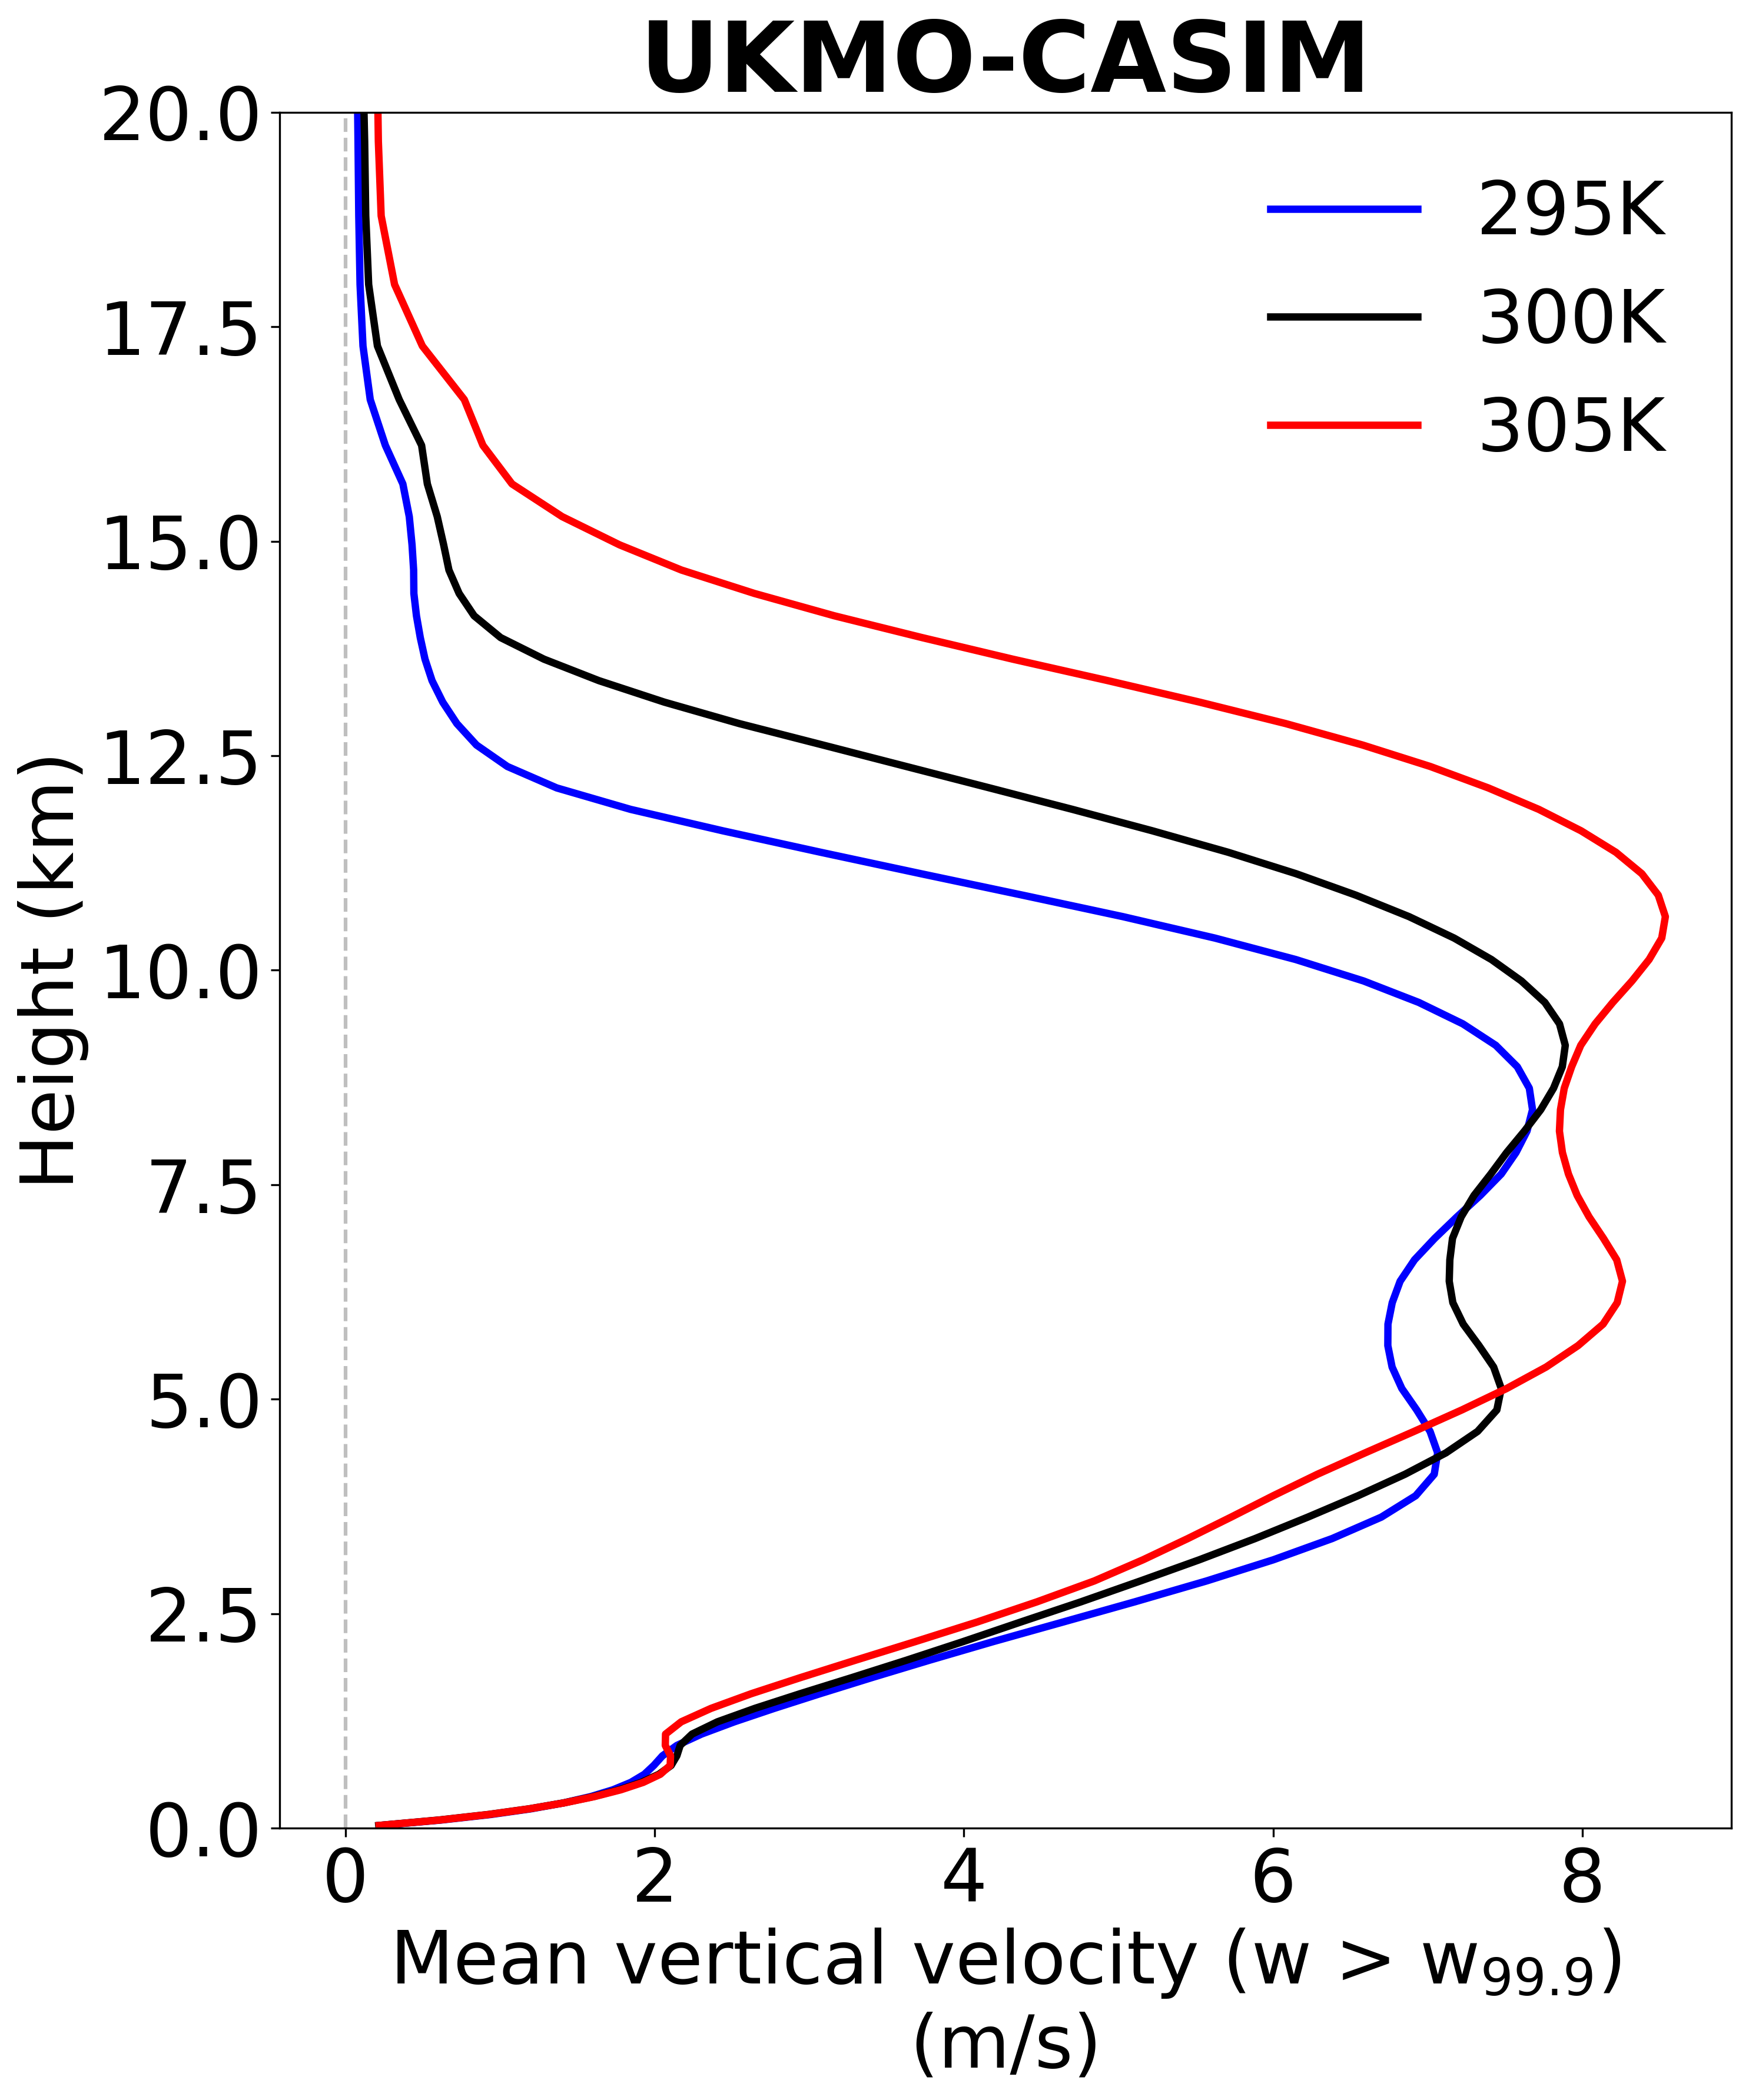 UKMO-CASIM
20.0
17.5
15.0
12.5
10.0
7.5
5.0
2.5
0.0
Height (km)
295K
300K
305K
0 2 4 6 8
Mean vertical velocity (w > w99.9)
(m/s)